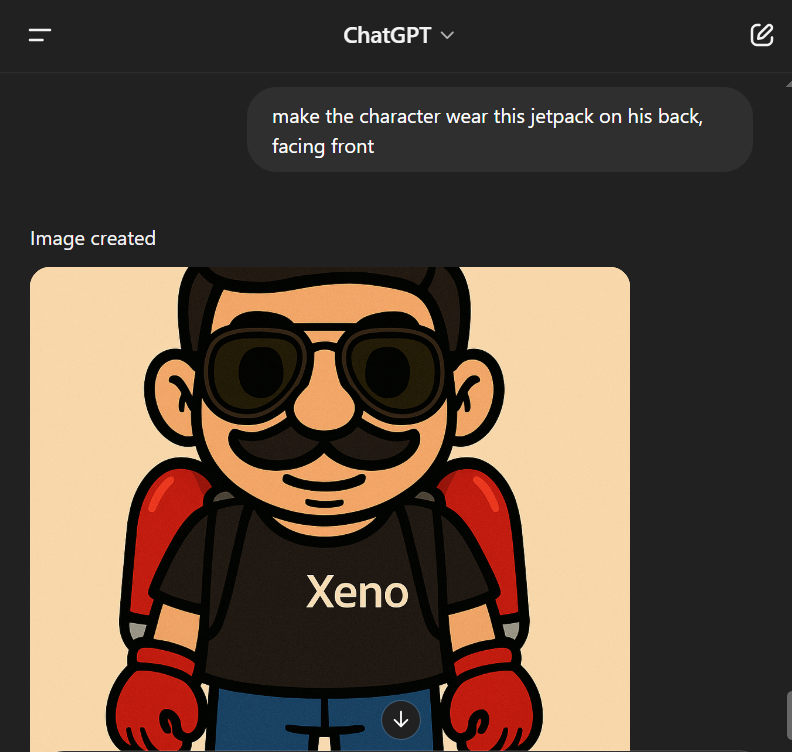 ChatGPT
make the character wear this jetpack on his back,
facing front
Image created
Xeno